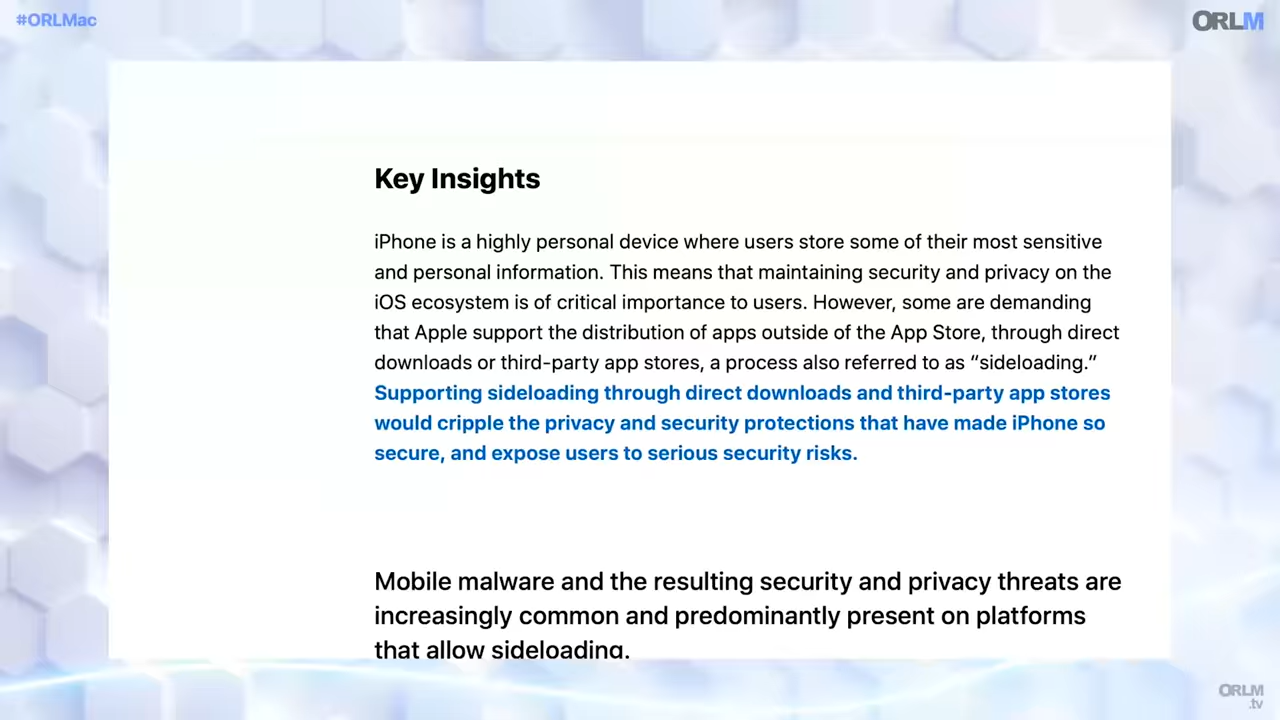 #ORLMac
ORLM
Key Insights
iPhone is a highly personal device where users store some of their most sensitive
and personal information. This means that maintaining security and privacy on the
iOS ecosystem is of critical importance to users. However, some are demanding
that Apple support the distribution of apps outside of the App Store, through direct
downloads or third-party app stores, a process also referred to as “sideloading.”
Supporting sideloading through direct downloads and third-party app stores
would cripple the privacy and security protections that have made iPhone so
secure, and expose users to serious security risks.
Mobile malware and the resulting security and privacy threats are
increasingly common and predominantly present on platforms
that allow sideloading.
ORLM
.tv